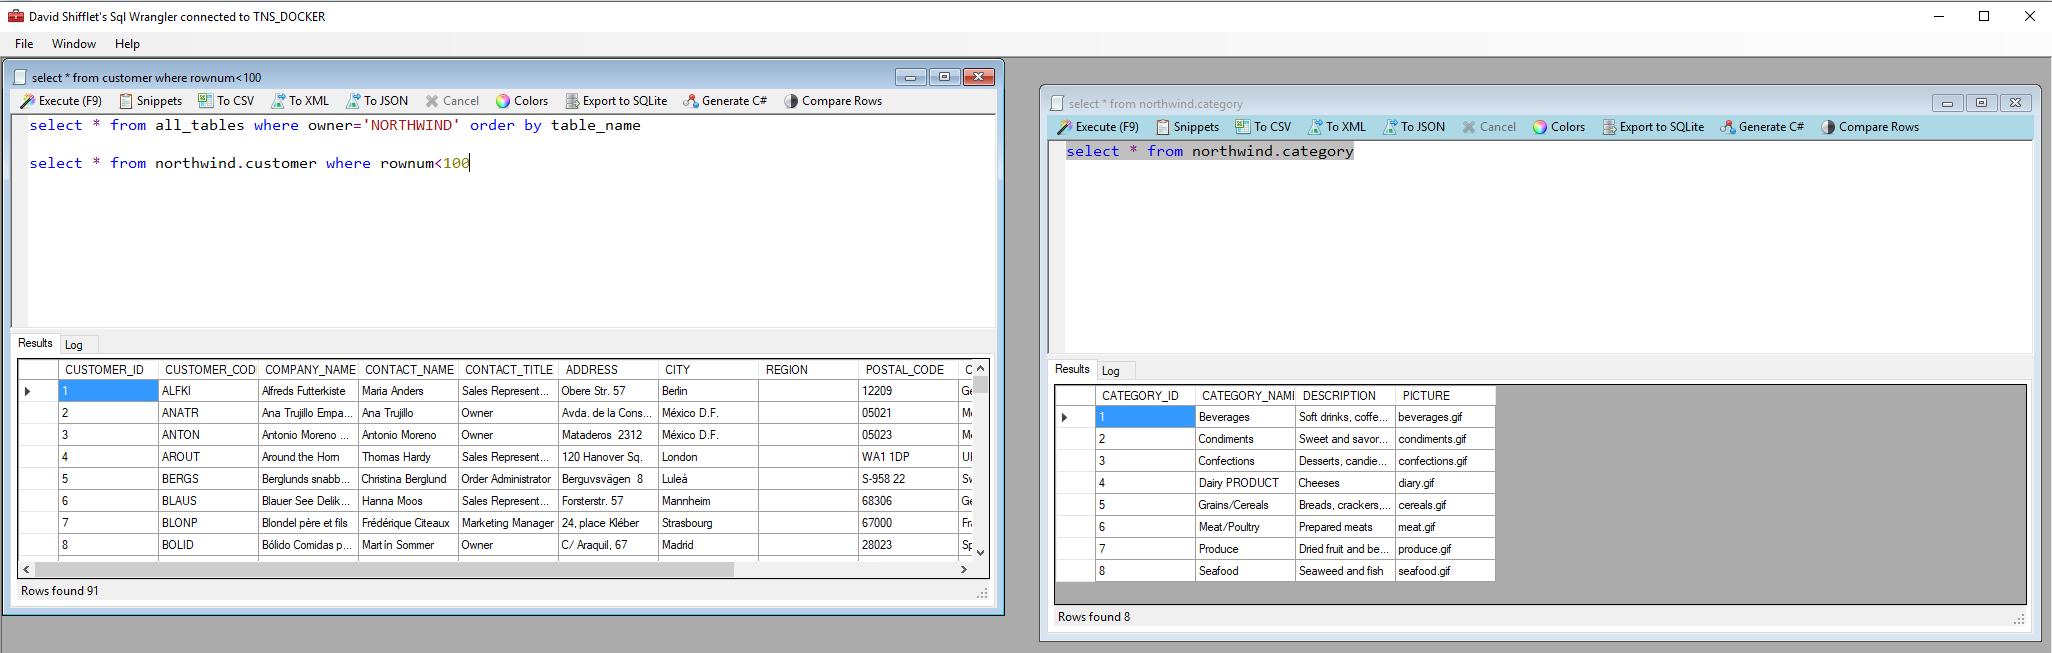 David Shifflet's Sql Wrangler connected to TNS_DOCKER
File Window Help
select * from customer where rownum<100
Execute (F9) Snippets To CSV To XML To JSON Cancel Colors Export to SQLite Generate C# Compare Rows
select * from all_tables where owner='NORTHWIND' order by table_name
select * from northwind.customer where rownum<100
Results Log
CUSTOMER_ID CUSTOMER_CODE COMPANY_NAME CONTACT_NAME CONTACT_TITLE ADDRESS CITY REGION POSTAL_CODE C
1 ALFKI Alfreds Futterkiste Maria Anders Sales Represent... Obere Str. 57 Berlin 12209 Ge
2 ANATR Ana Trujillo Empa... Ana Trujillo Owner Avda. de la Cons... México D.F. 05021 Me
3 ANTON Antonio Moreno ... Antonio Moreno Owner Mataderos 2312 México D.F. 05023 Me
4 AROUT Around the Horn Thomas Hardy Sales Represent... 120 Hanover Sq. London WA1 1DP UK
5 BERGS Berglunds snabb... Christina Berglund Order Administrator Berguvsvägen 8 Luleå S-958 22 Sw
6 BLAUS Blauer See Delik... Hanna Moos Sales Represent... Forsterstr. 57 Mannheim 68306 Ge
7 BLONP Blondel père et fils Frédérique Citeaux Marketing Manager 24, place Kléber Strasbourg 67000 Fra
8 BOLID Bólido Comidas p... Martín Sommer Owner C/ Araquil, 67 Madrid 28023 Sp
Rows found 91
select * from northwind.category
Execute (F9) Snippets To CSV To XML To JSON Cancel Colors Export to SQLite Generate C# Compare Rows
select * from northwind.category
Results Log
CATEGORY_ID CATEGORY_NAME DESCRIPTION PICTURE
1 Beverages Soft drinks, coffe... beverages.gif
2 Condiments Sweet and savor... condiments.gif
3 Confections Desserts, candie... confections.gif
4 Dairy PRODUCT Cheeses diary.gif
5 Grains/Cereals Breads, crackers,... cereals.gif
6 Meat/Poultry Prepared meats meat.gif
7 Produce Dried fruit and be... produce.gif
8 Seafood Seaweed and fish seafood.gif
Rows found 8